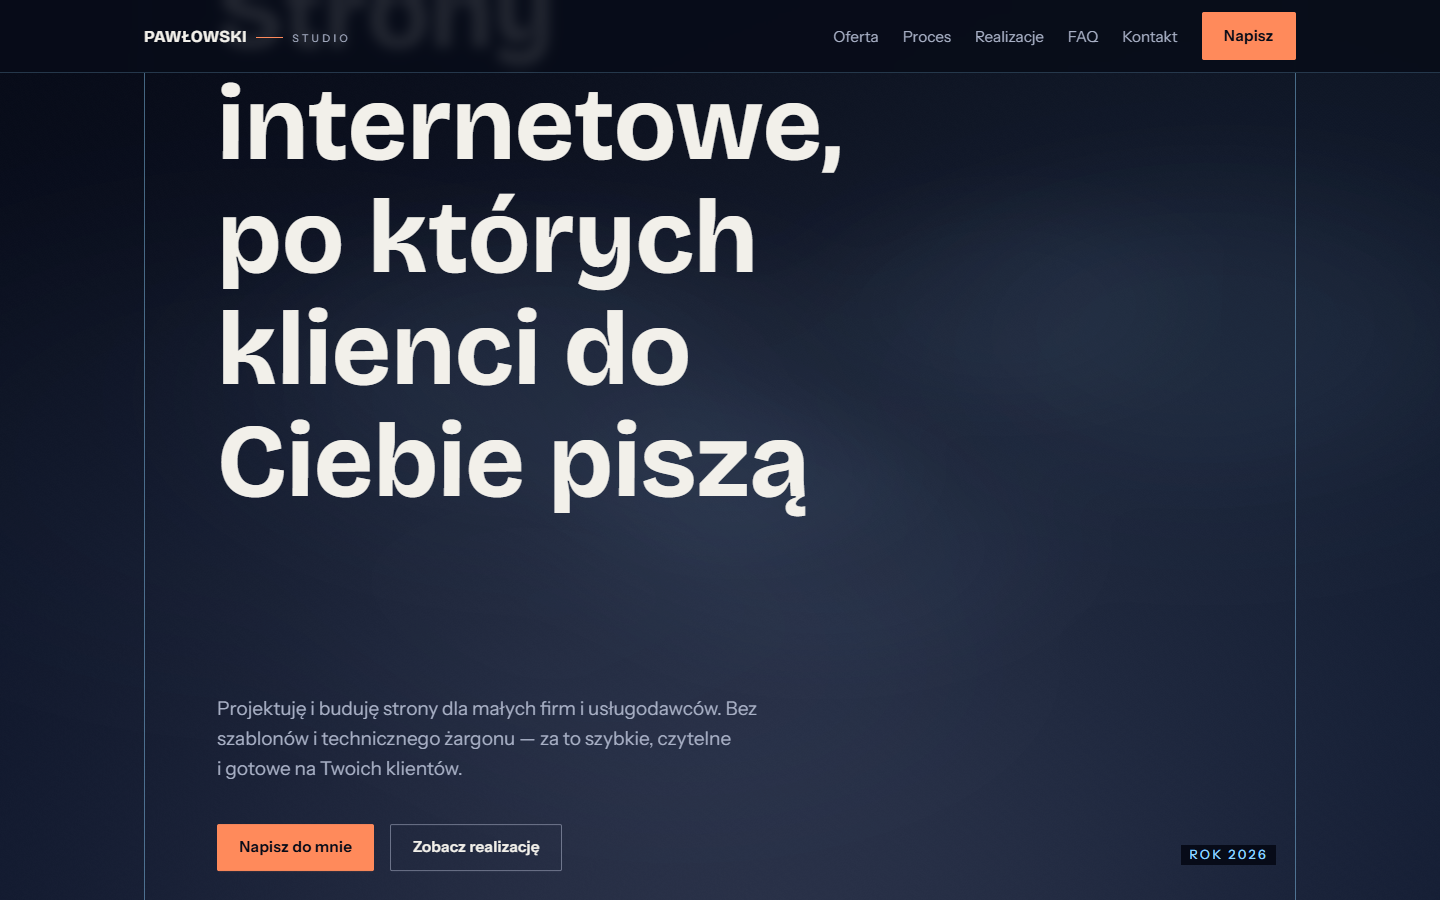 PAWŁOWSKI STUDIO
Oferta Proces Realizacje FAQ Kontakt Napisz
Strony
internetowe,
po których
klienci do
Ciebie piszą
Projektuję i buduję strony dla małych firm i usługodawców. Bez
szablonów i technicznego żargonu — za to szybkie, czytelne
i gotowe na Twoich klientów.
Napisz do mnie Zobacz realizację
ROK 2026